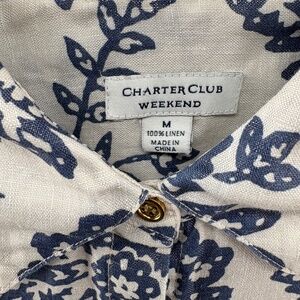 CHARTER CLUB
WEEKEND
M
100% LINEN
MADE IN
CHINA